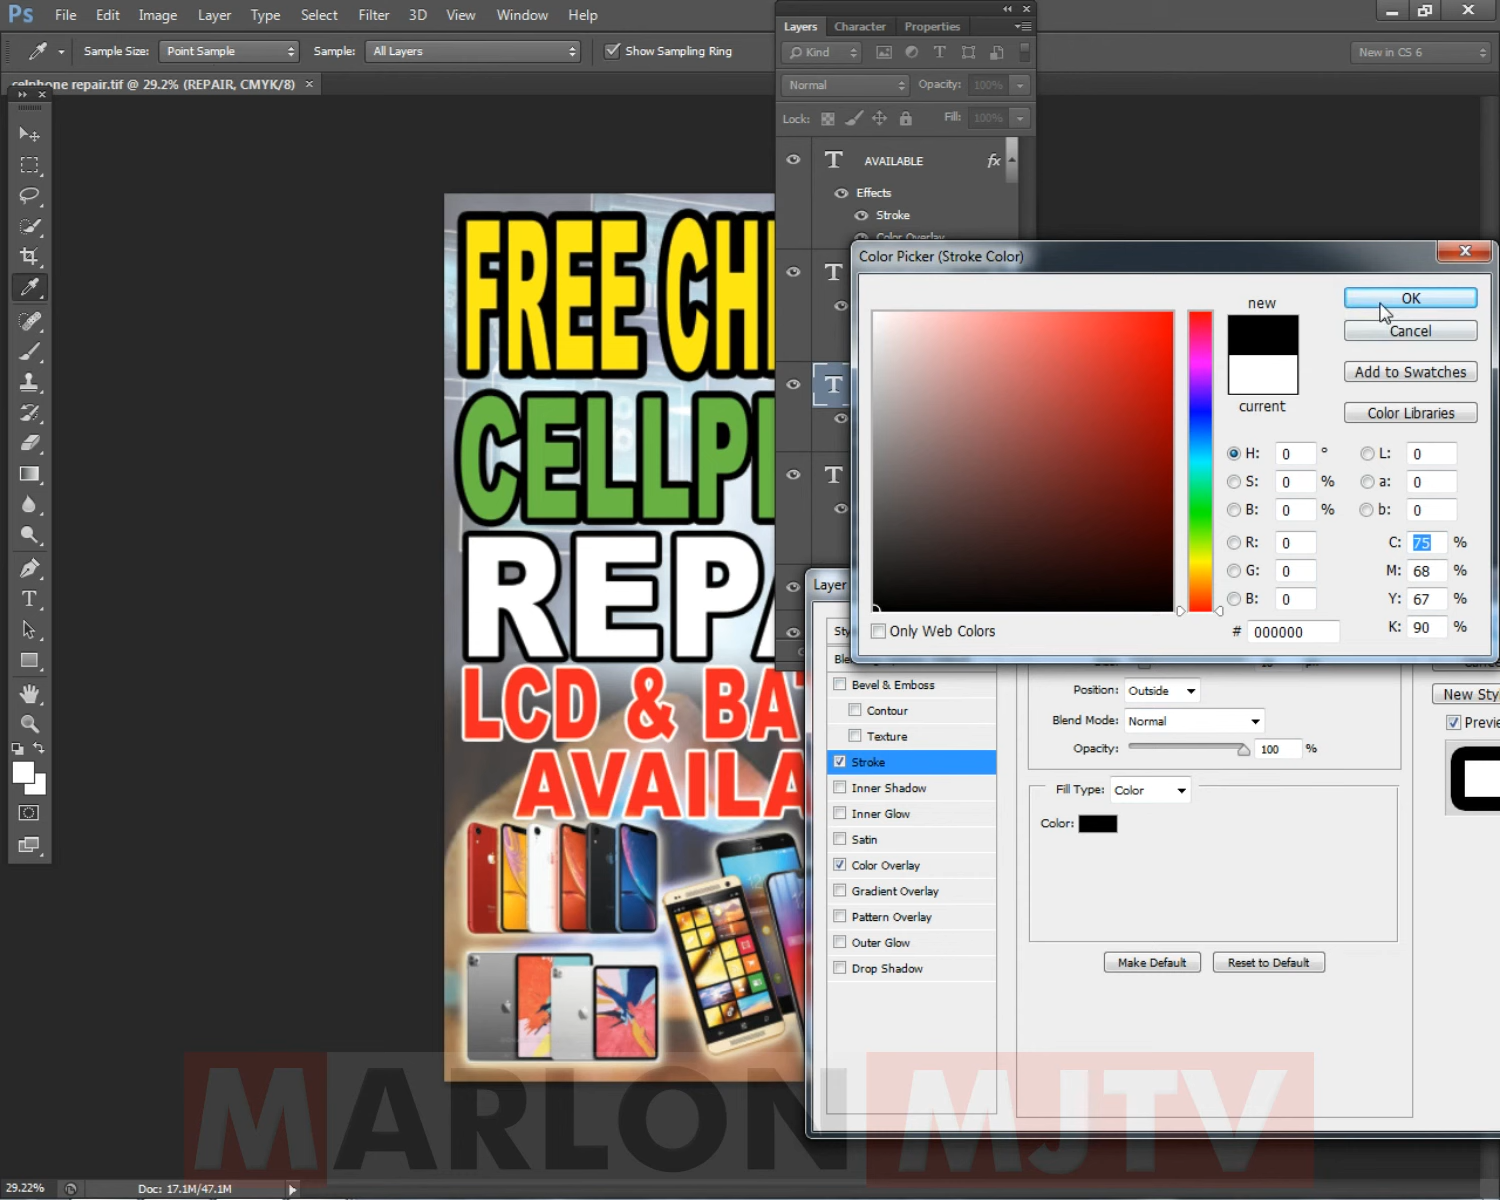 Ps File Edit Image Layer Type Select Filter 3D View Window Help
Sample Size: Point Sample Sample: All Layers Show Sampling Ring
New in CS 6
celphone repair.tif @ 29.2% (REPAIR, CMYK/8) ×
Layers Character Properties
Kind
Normal Opacity: 100%
Lock: Fill: 100%
T AVAILABLE fx
Effects
Stroke
Color Overlay
FREE CH
CELLP
REPA
LCD & BA
AVAILA
Color Picker (Stroke Color)
new
current
OK
Cancel
Add to Swatches
Color Libraries
H: 0 °
S: 0 %
B: 0 %
R: 0
G: 0
B: 0
# 000000
L: 0
a: 0
b: 0
C: 75 %
M: 68 %
Y: 67 %
K: 90 %
Only Web Colors
Layer
Sty
Ble
Bevel & Emboss
Contour
Texture
Stroke
Inner Shadow
Inner Glow
Satin
Color Overlay
Gradient Overlay
Pattern Overlay
Outer Glow
Drop Shadow
Position: Outside
Blend Mode: Normal
Opacity: 100 %
Fill Type: Color
Color:
Make Default Reset to Default
New Sty
Previe
MARLON MJTV
29.22% Doc: 17.1M/47.1M